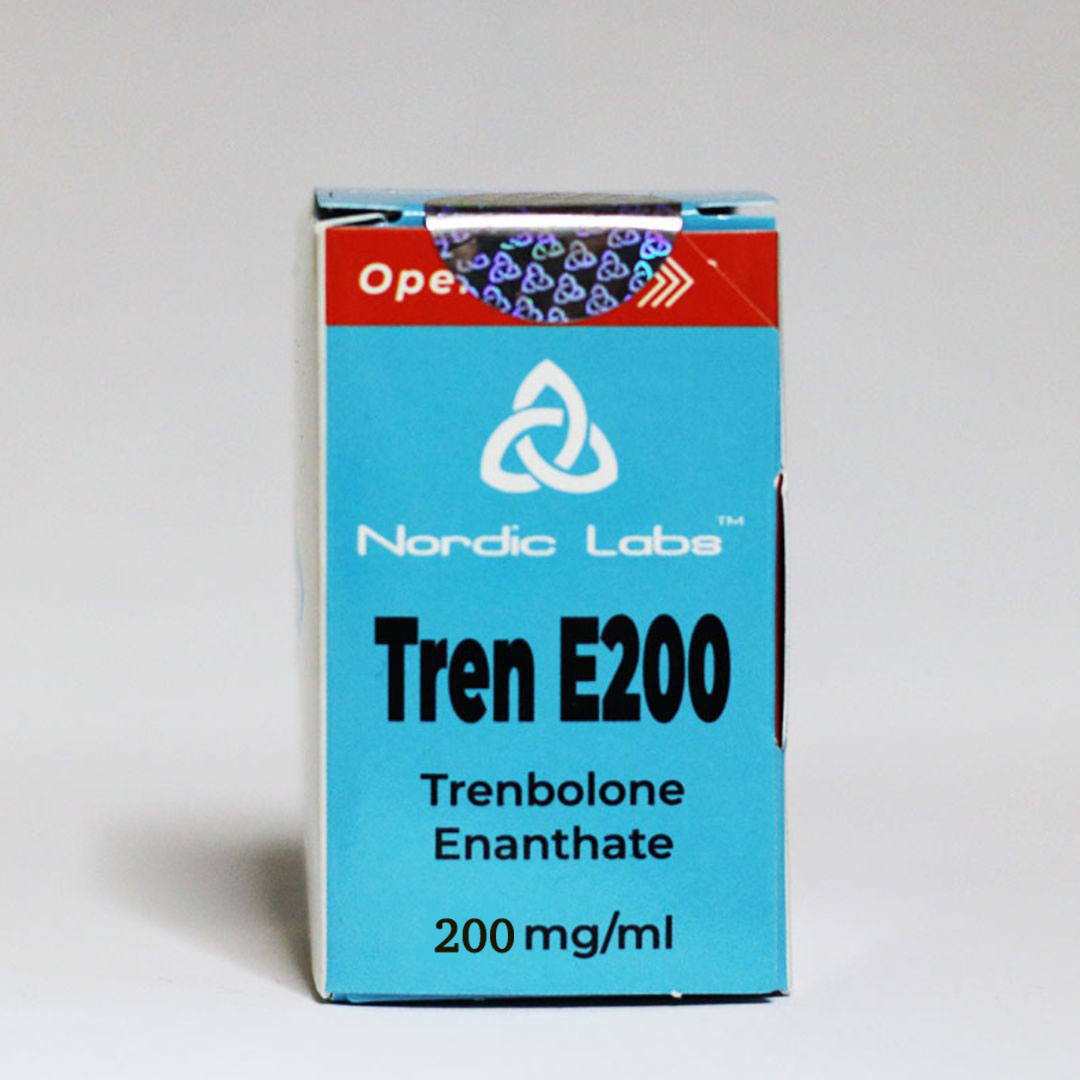 Nordic Labs™
Tren E200
Trenbolone
Enanthate
200 mg/ml